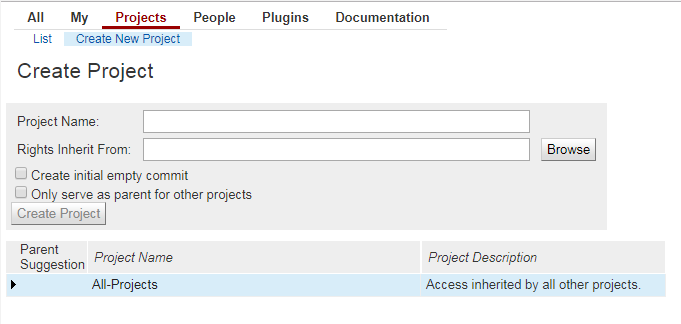 All My Projects People Plugins Documentation
List Create New Project
Create Project
Project Name:
Rights Inherit From: Browse
Create initial empty commit
Only serve as parent for other projects
Create Project
Parent Suggestion Project Name Project Description
All-Projects Access inherited by all other projects.